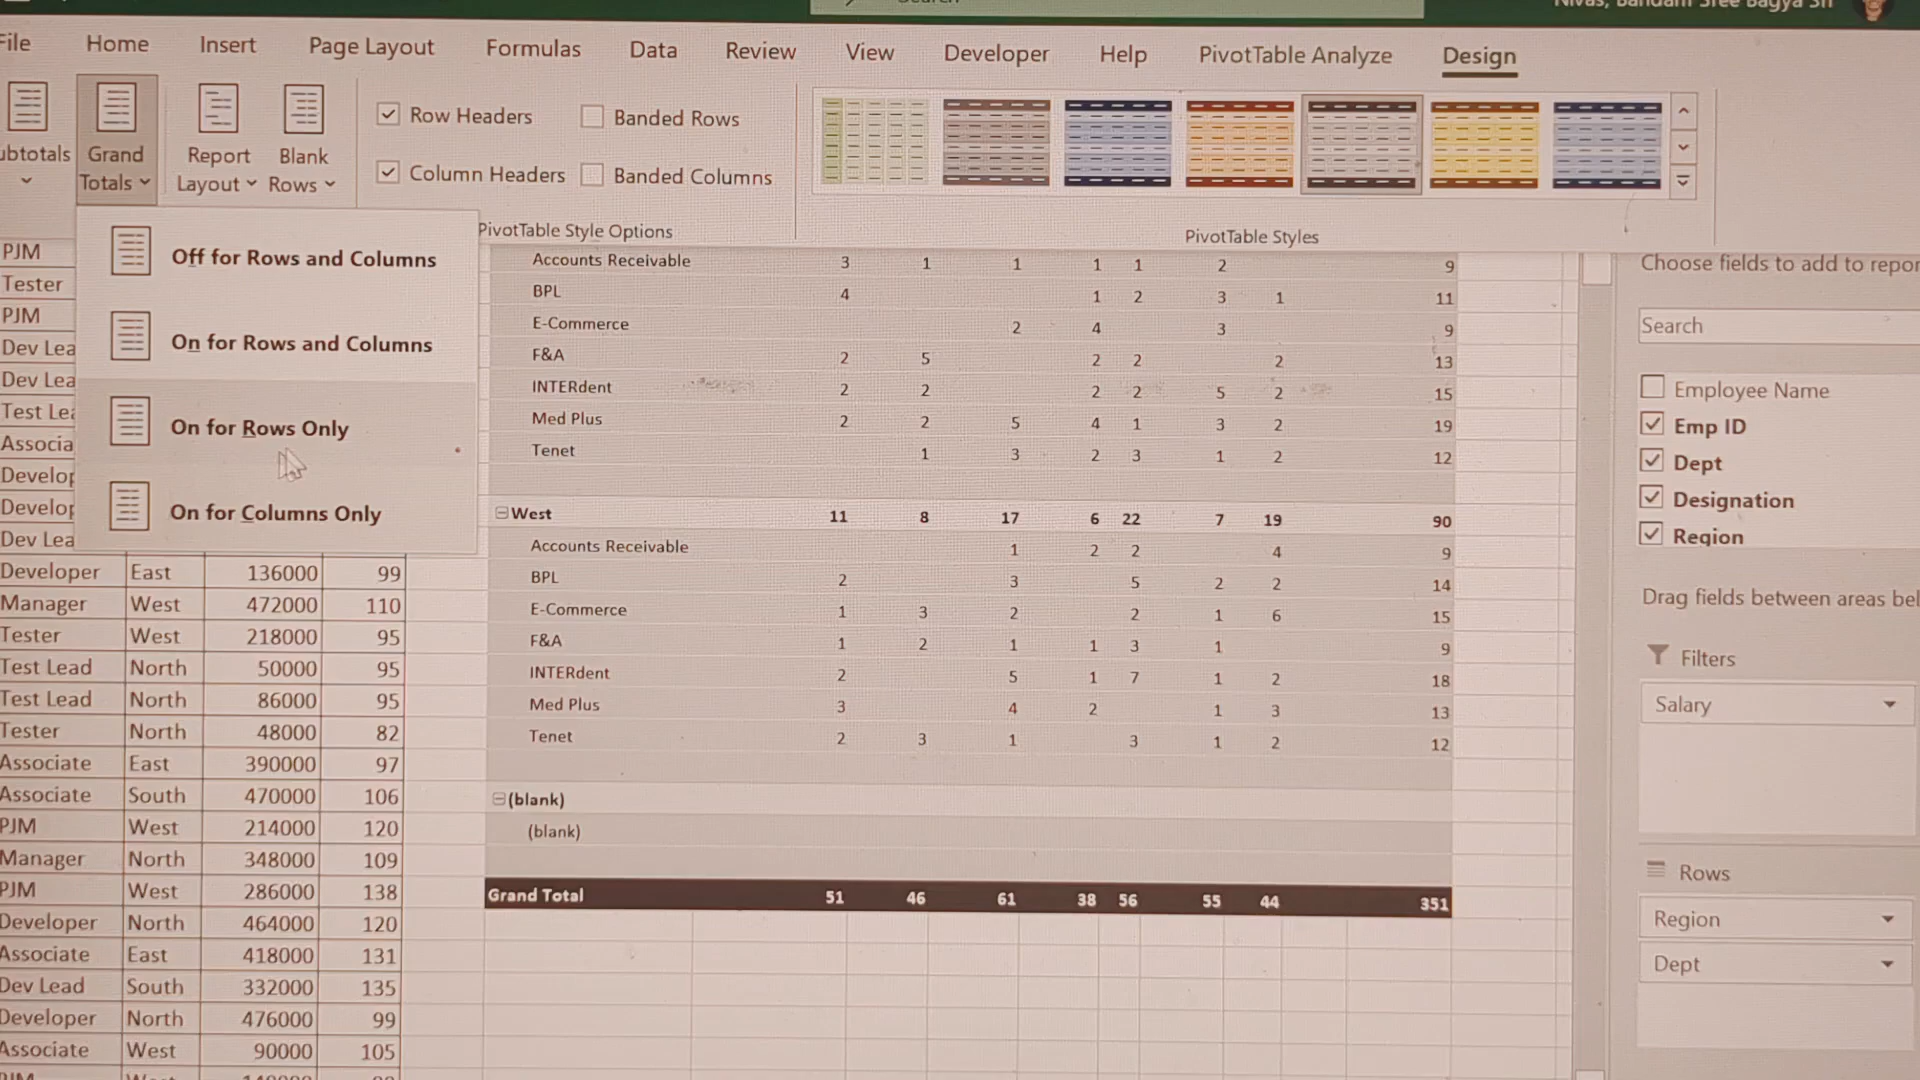 Home Insert Page Layout Formulas Data Review View Developer Help PivotTable Analyze Design
Grand Totals
Report Layout
Blank Rows
Row Headers
Banded Rows
Column Headers
Banded Columns
PivotTable Style Options
PivotTable Styles
Off for Rows and Columns
On for Rows and Columns
On for Rows Only
On for Columns Only
PJM
Tester
PJM
Dev Lea
Dev Lea
Test Lea
Associa
Develop
Develop
Dev Lea
Developer East 136000 99
Manager West 472000 110
Tester West 218000 95
Test Lead North 50000 95
Test Lead North 86000 95
Tester North 48000 82
Associate East 390000 97
Associate South 470000 106
PJM West 214000 120
Manager North 348000 109
PJM West 286000 138
Developer North 464000 120
Associate East 418000 131
Dev Lead South 332000 135
Developer North 476000 99
Associate West 90000 105
Accounts Receivable 3 1 1 1 1 2 9
BPL 4 1 2 3 1 11
E-Commerce 2 4 3 9
F&A 2 5 2 2 2 13
INTERdent 2 2 2 2 5 2 15
Med Plus 2 2 5 4 1 3 2 19
Tenet 1 3 2 3 1 2 12
West 11 8 17 6 22 7 19 90
Accounts Receivable 1 2 2 4 9
BPL 2 3 5 2 2 14
E-Commerce 1 3 2 2 1 6 15
F&A 1 2 1 1 3 1 9
INTERdent 2 5 1 7 1 2 18
Med Plus 3 4 2 1 3 13
Tenet 2 3 1 3 1 2 12
(blank)
(blank)
Grand Total 51 46 61 38 56 55 44 351
Choose fields to add to repor
Search
Employee Name
Emp ID
Dept
Designation
Region
Drag fields between areas bel
Filters
Salary
Rows
Region
Dept